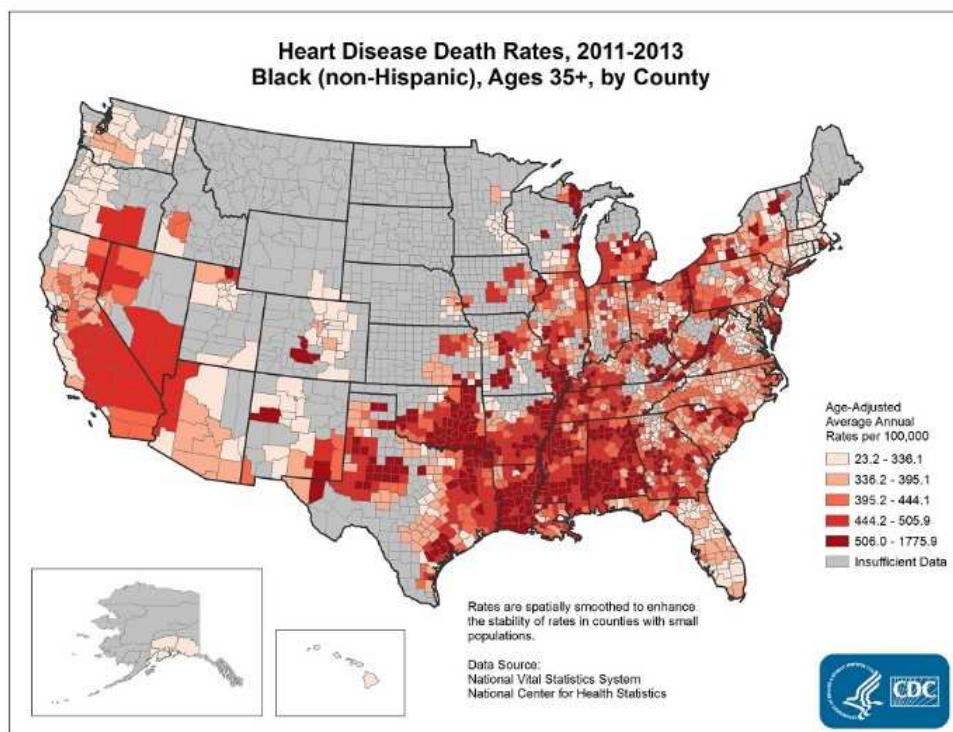 Heart Disease Death Rates, 2011-2013
Black (non-Hispanic), Ages 35+, by County
Age-Adjusted
Average Annual
Rates per 100,000
23.2 - 336.1
336.2 - 395.1
395.2 - 444.1
444.2 - 505.9
506.0 - 1775.9
Insufficient Data
Rates are spatially smoothed to enhance
the stability of rates in counties with small
populations.
Data Source:
National Vital Statistics System
National Center for Health Statistics
CDC